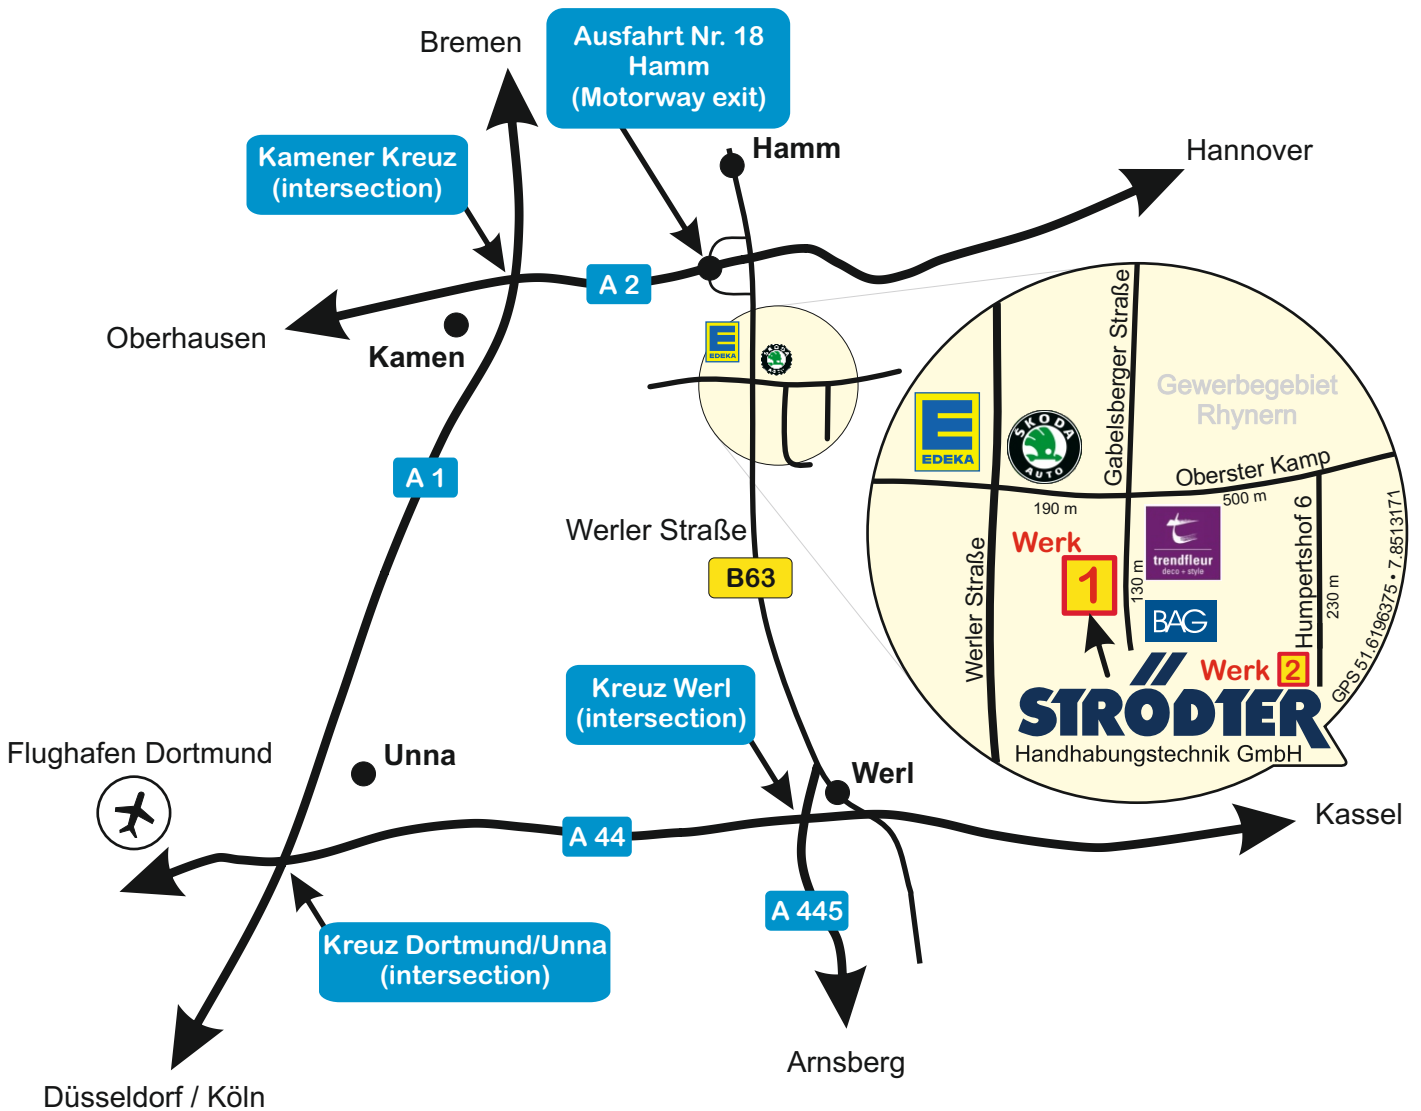 Bremen
Ausfahrt Nr. 18
Hamm
(Motorway exit)
Kamener Kreuz
(intersection)
Hamm
Hannover
A 2
Oberhausen
Kamen
EDEKA
SKODA
A 1
Werler Straße
B63
Gabelsberger Straße
Gewerbegebiet
Rhynern
EDEKA
SKODA
AUTO
Oberster Kamp
190 m
500 m
Werk
1
Werler Straße
130 m
trendfleur
deco + style
BAG
Humpertshof 6
230 m
GPS 51.6196375 • 7.8513171
Werk 2
STRÖDTER
Handhabungstechnik GmbH
Kreuz Werl
(intersection)
Flughafen Dortmund
Unna
Werl
Kassel
A 44
A 445
Kreuz Dortmund/Unna
(intersection)
Arnsberg
Düsseldorf / Köln